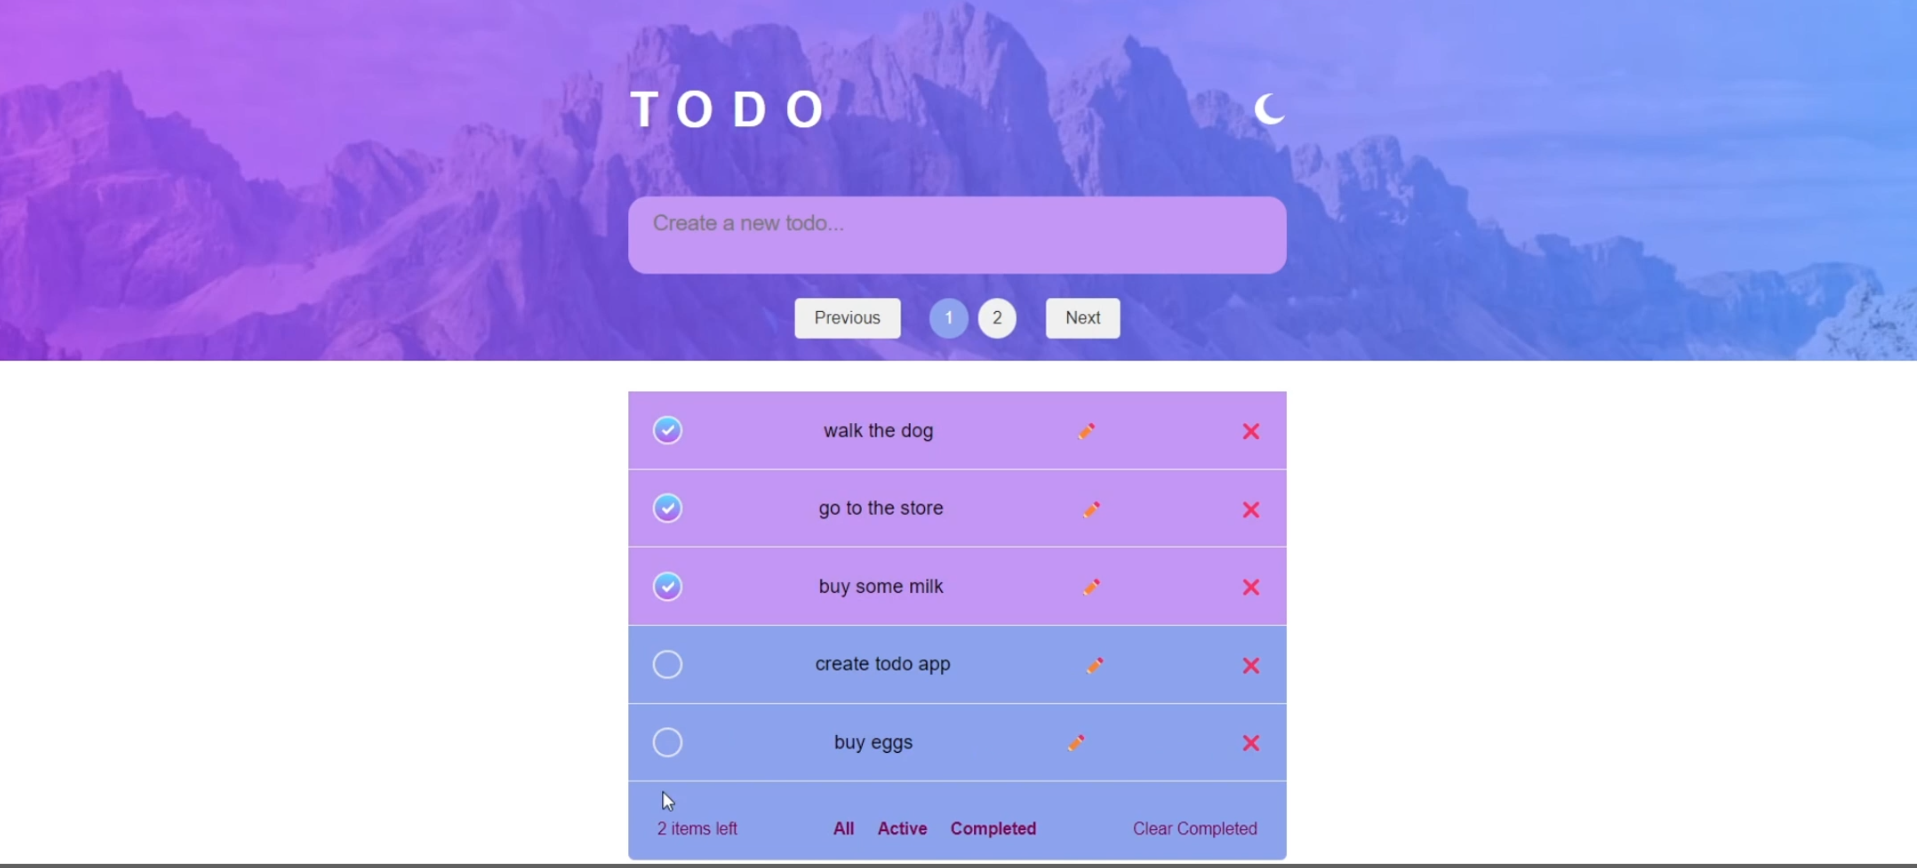 TODO
Create a new todo...
Previous 1 2 Next
walk the dog
go to the store
buy some milk
create todo app
buy eggs
2 items left All Active Completed Clear Completed